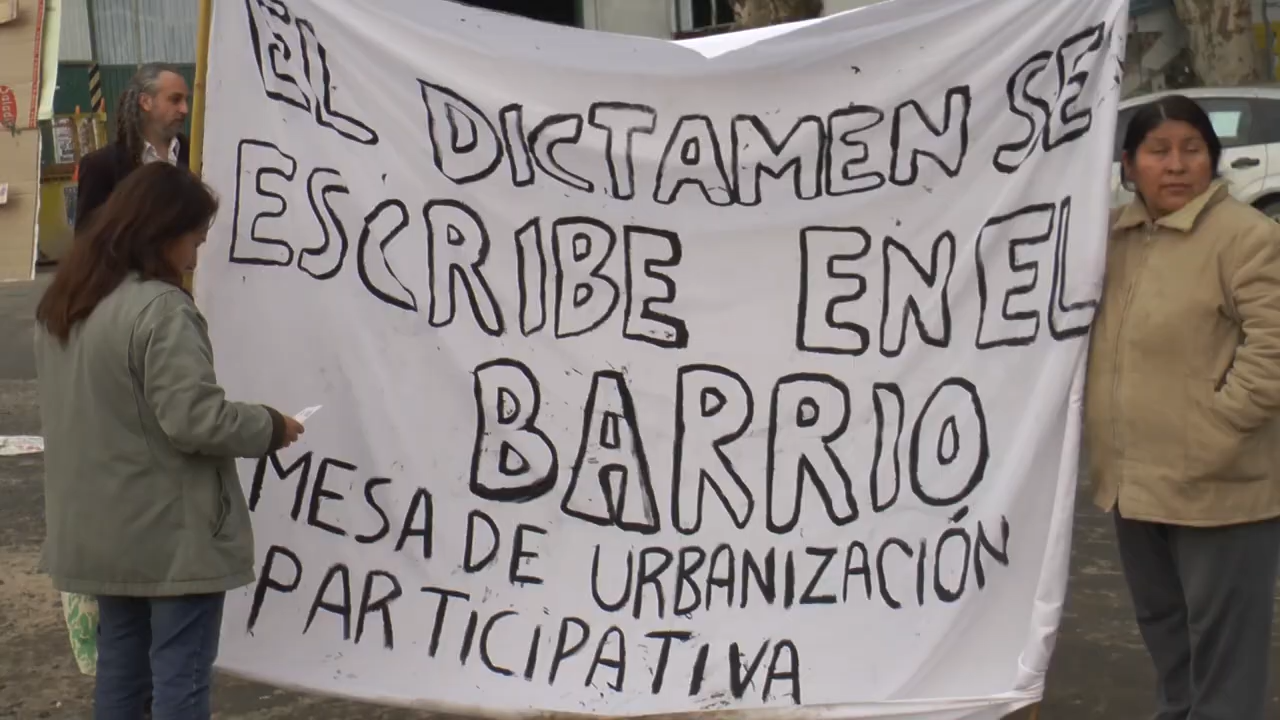 EL DICTAMEN SE
ESCRIBE EN EL
BARRIO
MESA DE URBANIZACIÓN
PARTICIPATIVA